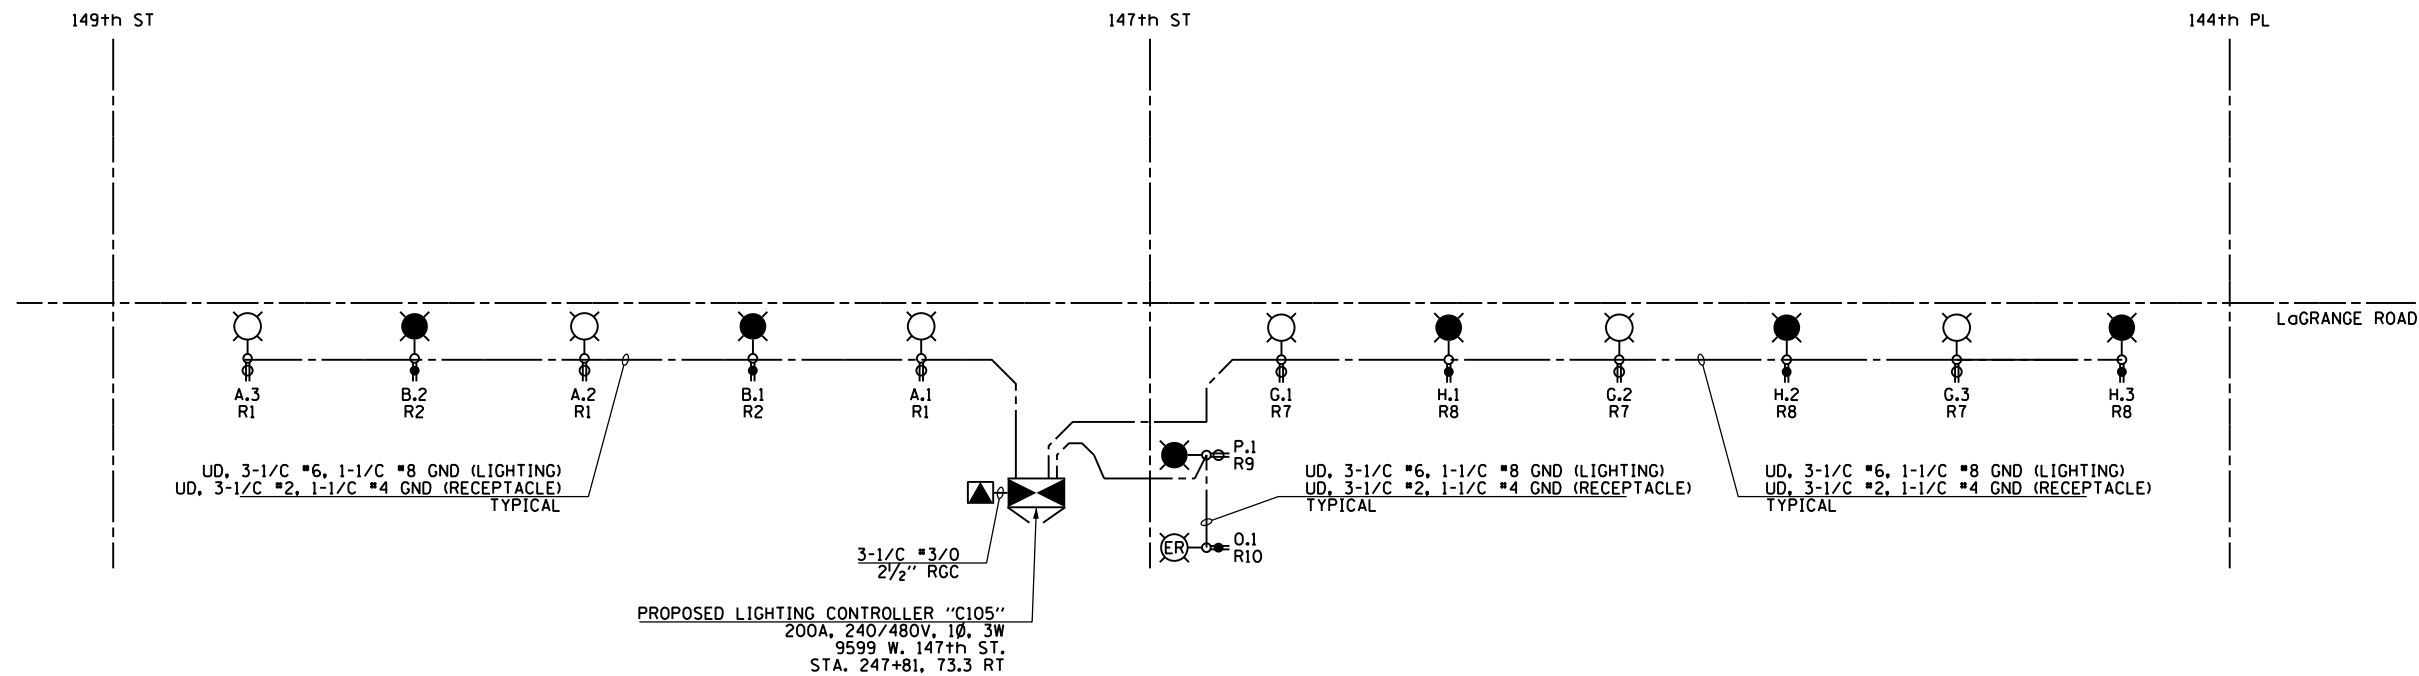 149th ST
147th ST
144th PL
LaGRANGE ROAD
A.3
R1
B.2
R2
A.2
R1
B.1
R2
A.1
R1
G.1
R7
H.1
R8
G.2
R7
H.2
R8
G.3
R7
H.3
R8
P.1
R9
UD, 3-1/C #6, 1-1/C #8 GND (LIGHTING)
UD, 3-1/C #2, 1-1/C #4 GND (RECEPTACLE)
TYPICAL
UD, 3-1/C #6, 1-1/C #8 GND (LIGHTING)
UD, 3-1/C #2, 1-1/C #4 GND (RECEPTACLE)
TYPICAL
UD, 3-1/C #6, 1-1/C #8 GND (LIGHTING)
UD, 3-1/C #2, 1-1/C #4 GND (RECEPTACLE)
TYPICAL
ER
O.1
R10
3-1/C #3/0
2 1/2'' RGC
PROPOSED LIGHTING CONTROLLER ''C105''
200A, 240/480V, 1Ø, 3W
9599 W. 147th ST.
STA. 247+81, 73.3 RT